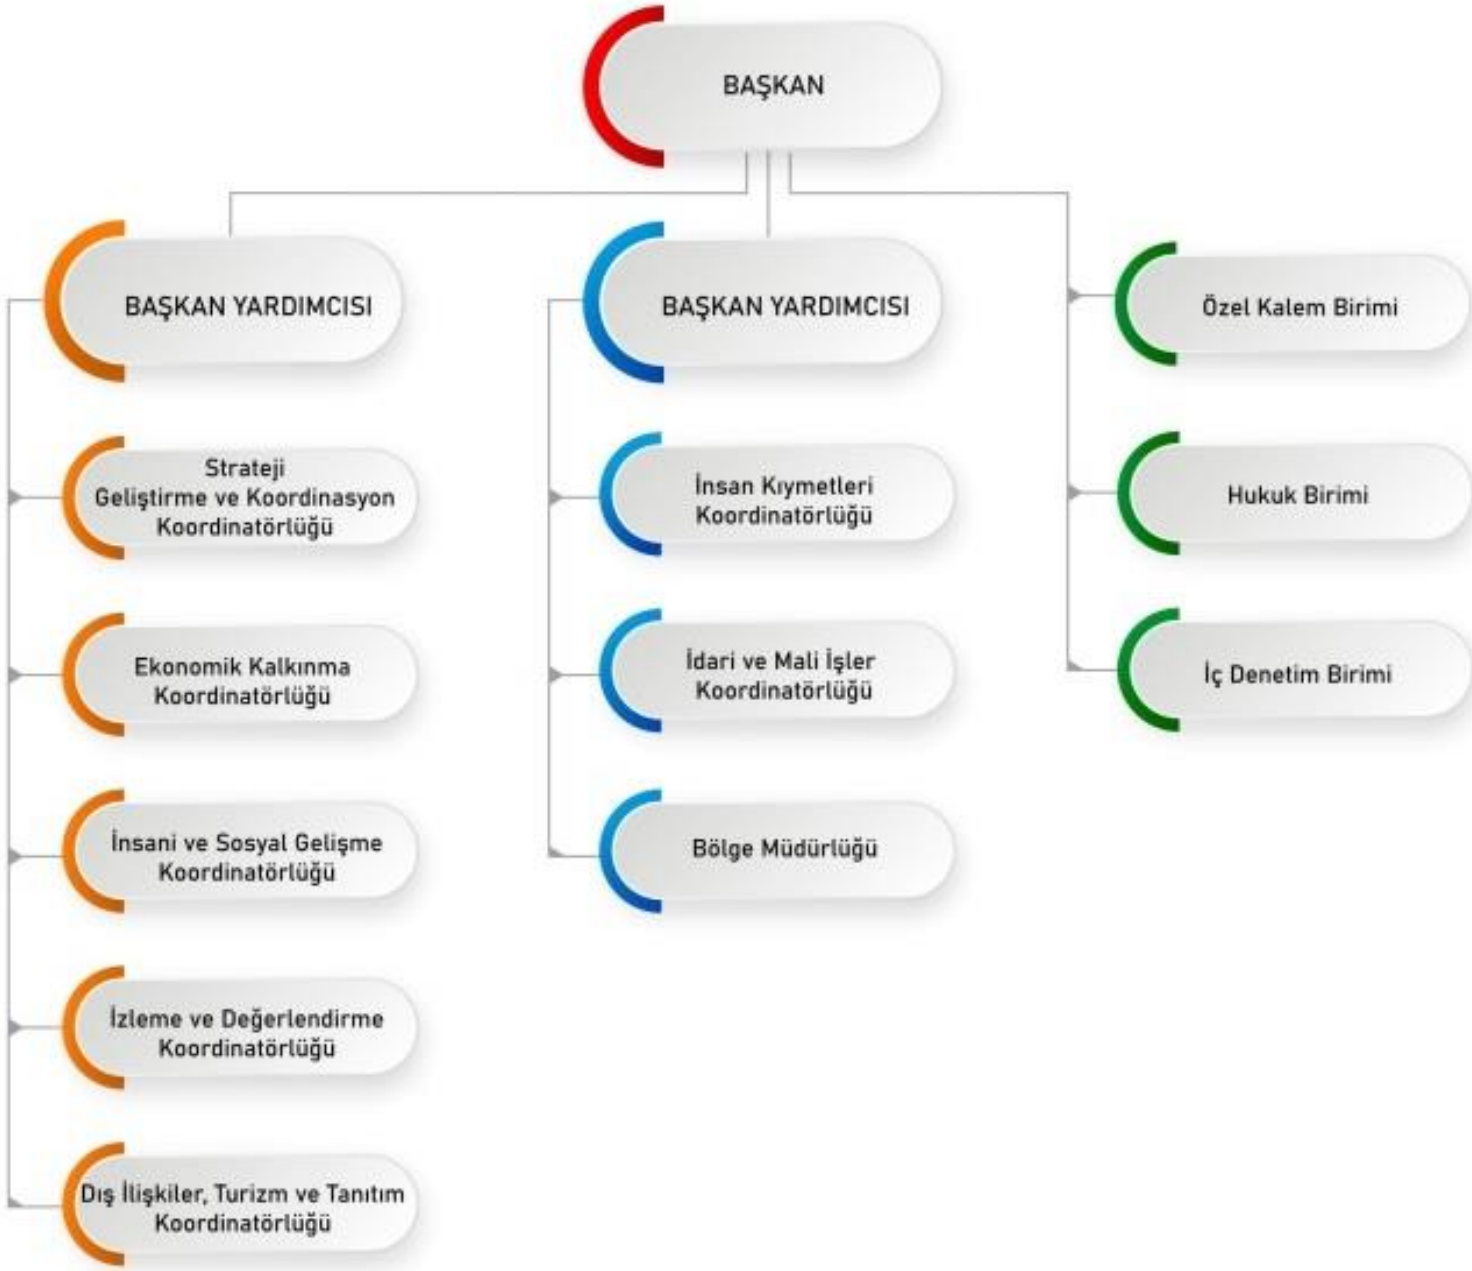 BAŞKAN
BAŞKAN YARDIMCISI
Strateji
Geliştirme ve Koordinasyon
Koordinatörlüğü
Ekonomik Kalkınma
Koordinatörlüğü
İnsani ve Sosyal Gelişme
Koordinatörlüğü
İzleme ve Değerlendirme
Koordinatörlüğü
Dış İlişkiler, Turizm ve Tanıtım
Koordinatörlüğü
BAŞKAN YARDIMCISI
İnsan Kıymetleri
Koordinatörlüğü
İdari ve Mali İşler
Koordinatörlüğü
Bölge Müdürlüğü
Özel Kalem Birimi
Hukuk Birimi
İç Denetim Birimi